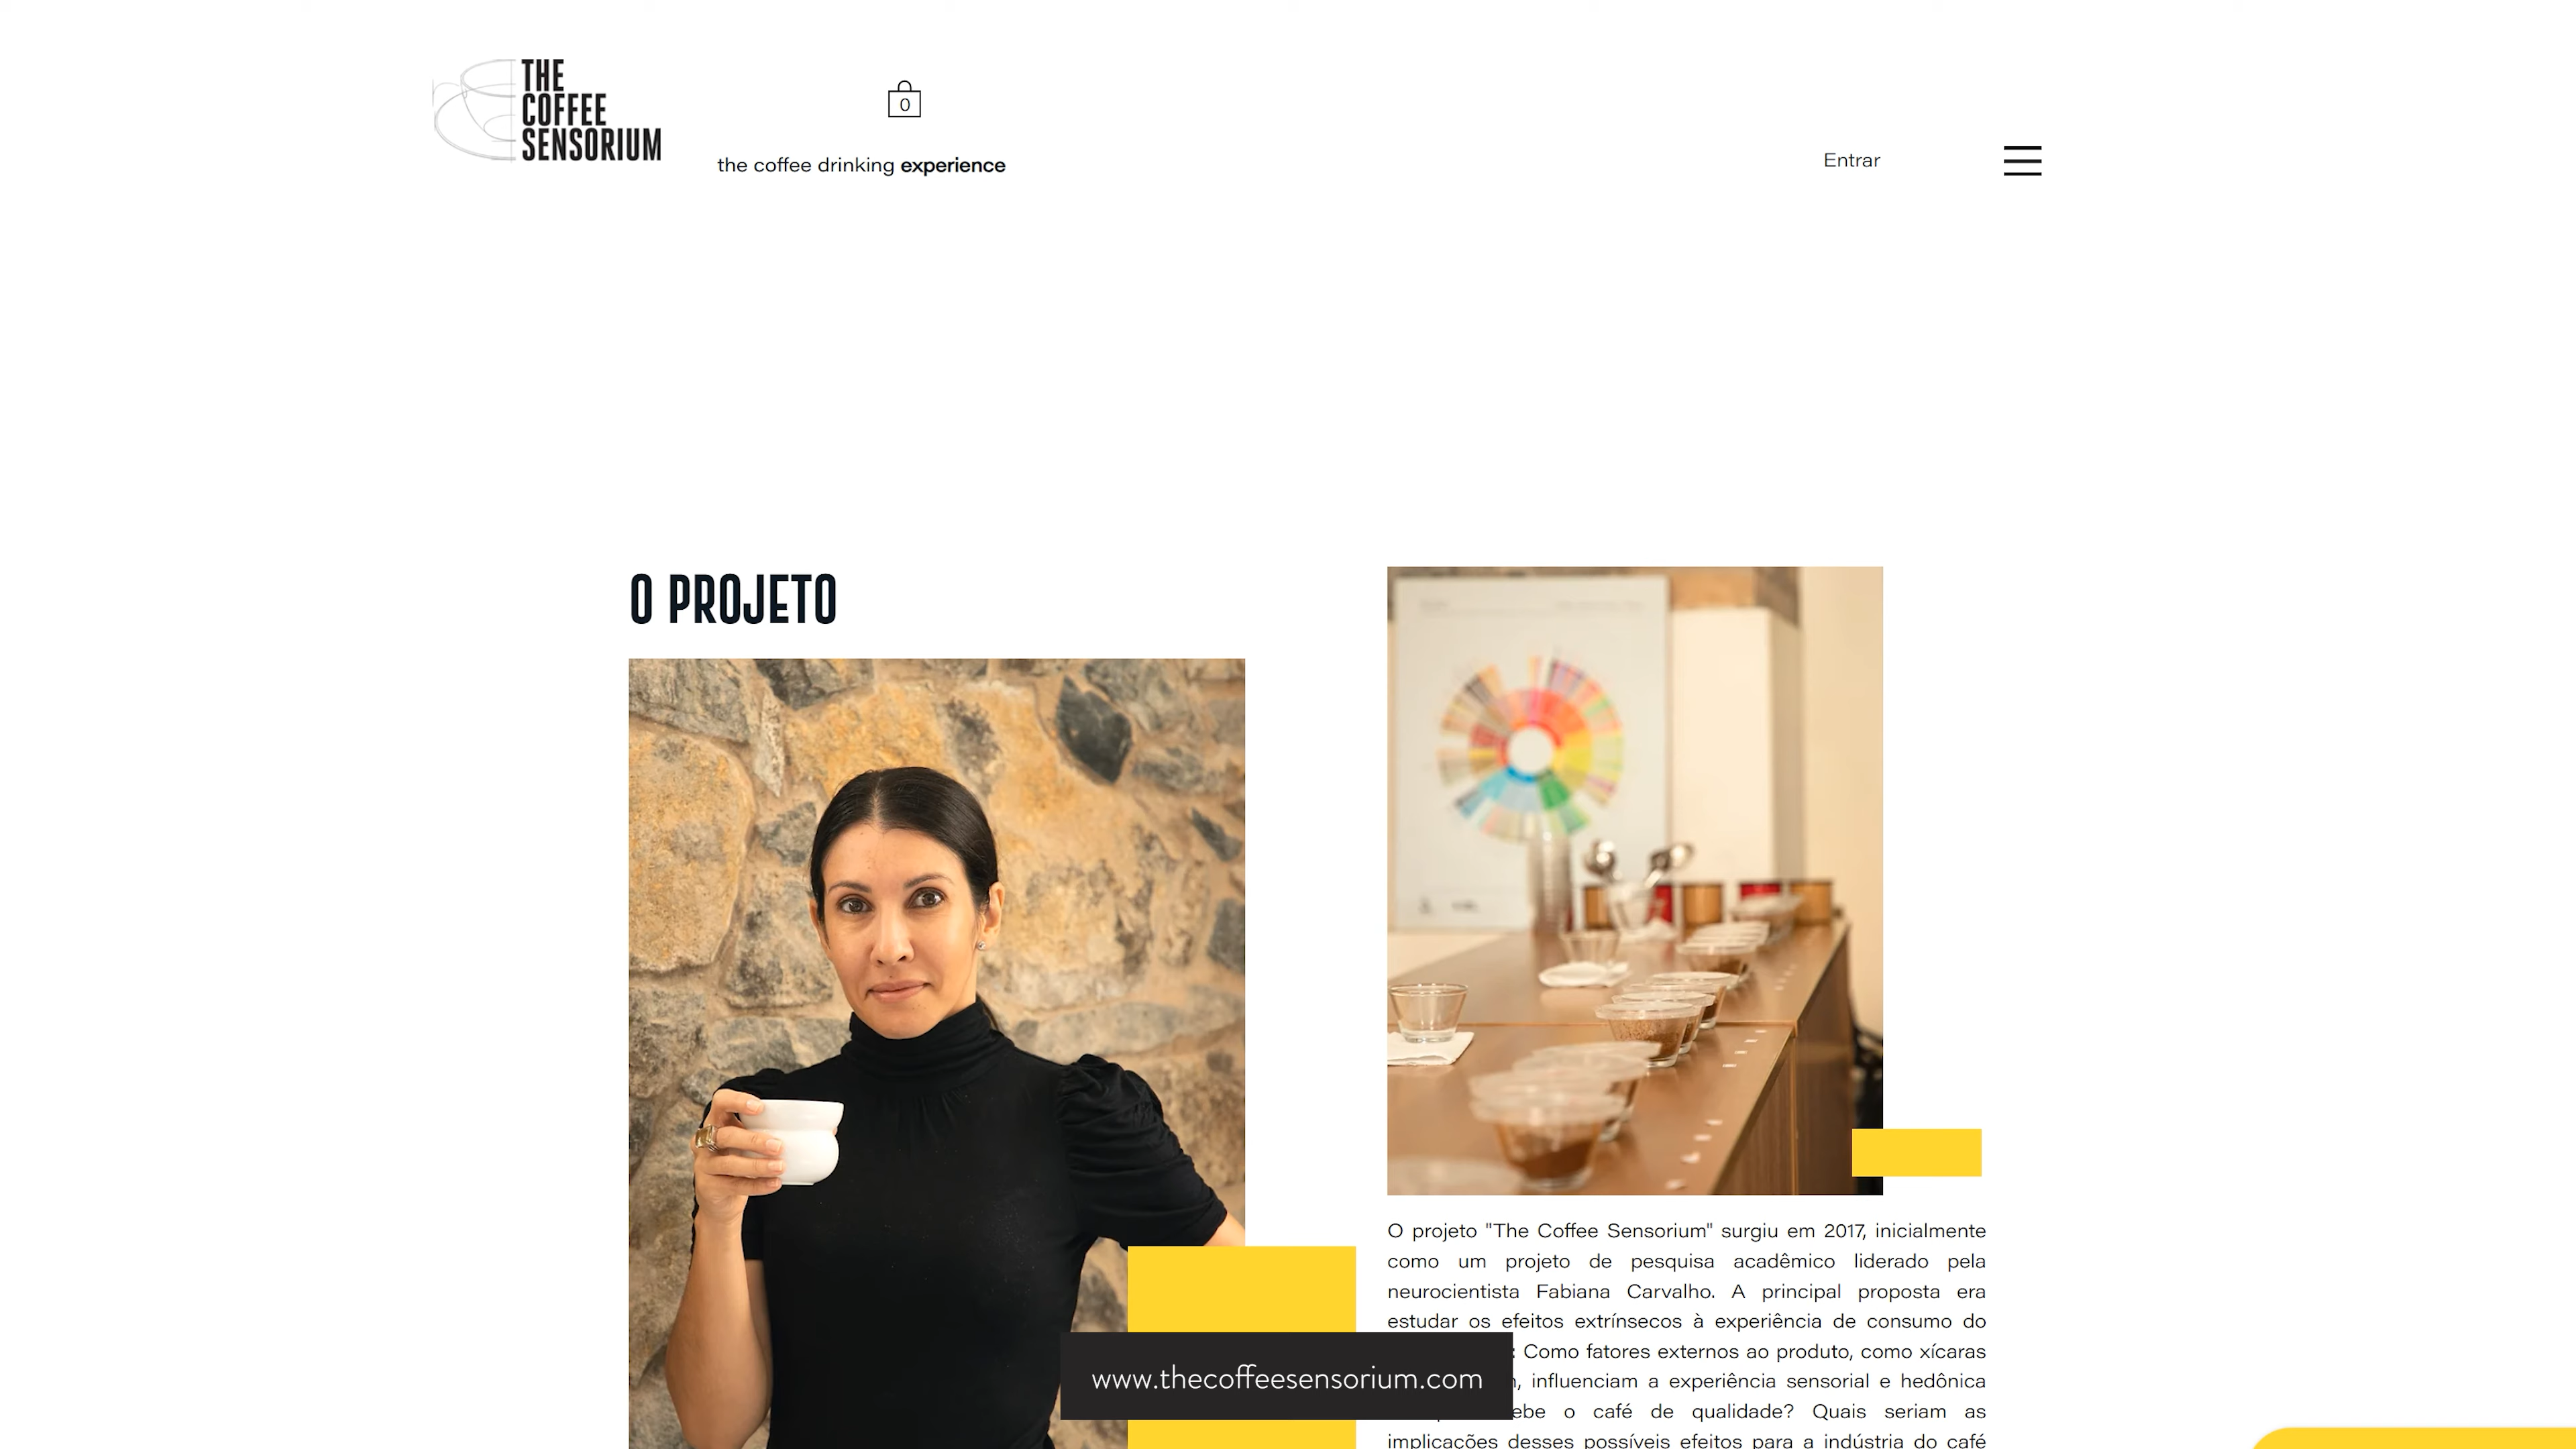 THE
COFFEE
SENSORIUM
0
the coffee drinking experience
Entrar
O PROJETO
O projeto "The Coffee Sensorium" surgiu em 2017, inicialmente
como um projeto de pesquisa acadêmico liderado pela
neurocientista Fabiana Carvalho. A principal proposta era
estudar os efeitos extrínsecos à experiência de consumo do
: Como fatores externos ao produto, como xícaras
, influenciam a experiência sensorial e hedônica
o café de qualidade? Quais seriam as
implicações desses possíveis efeitos para a indústria do café
www.thecoffeesensorium.com